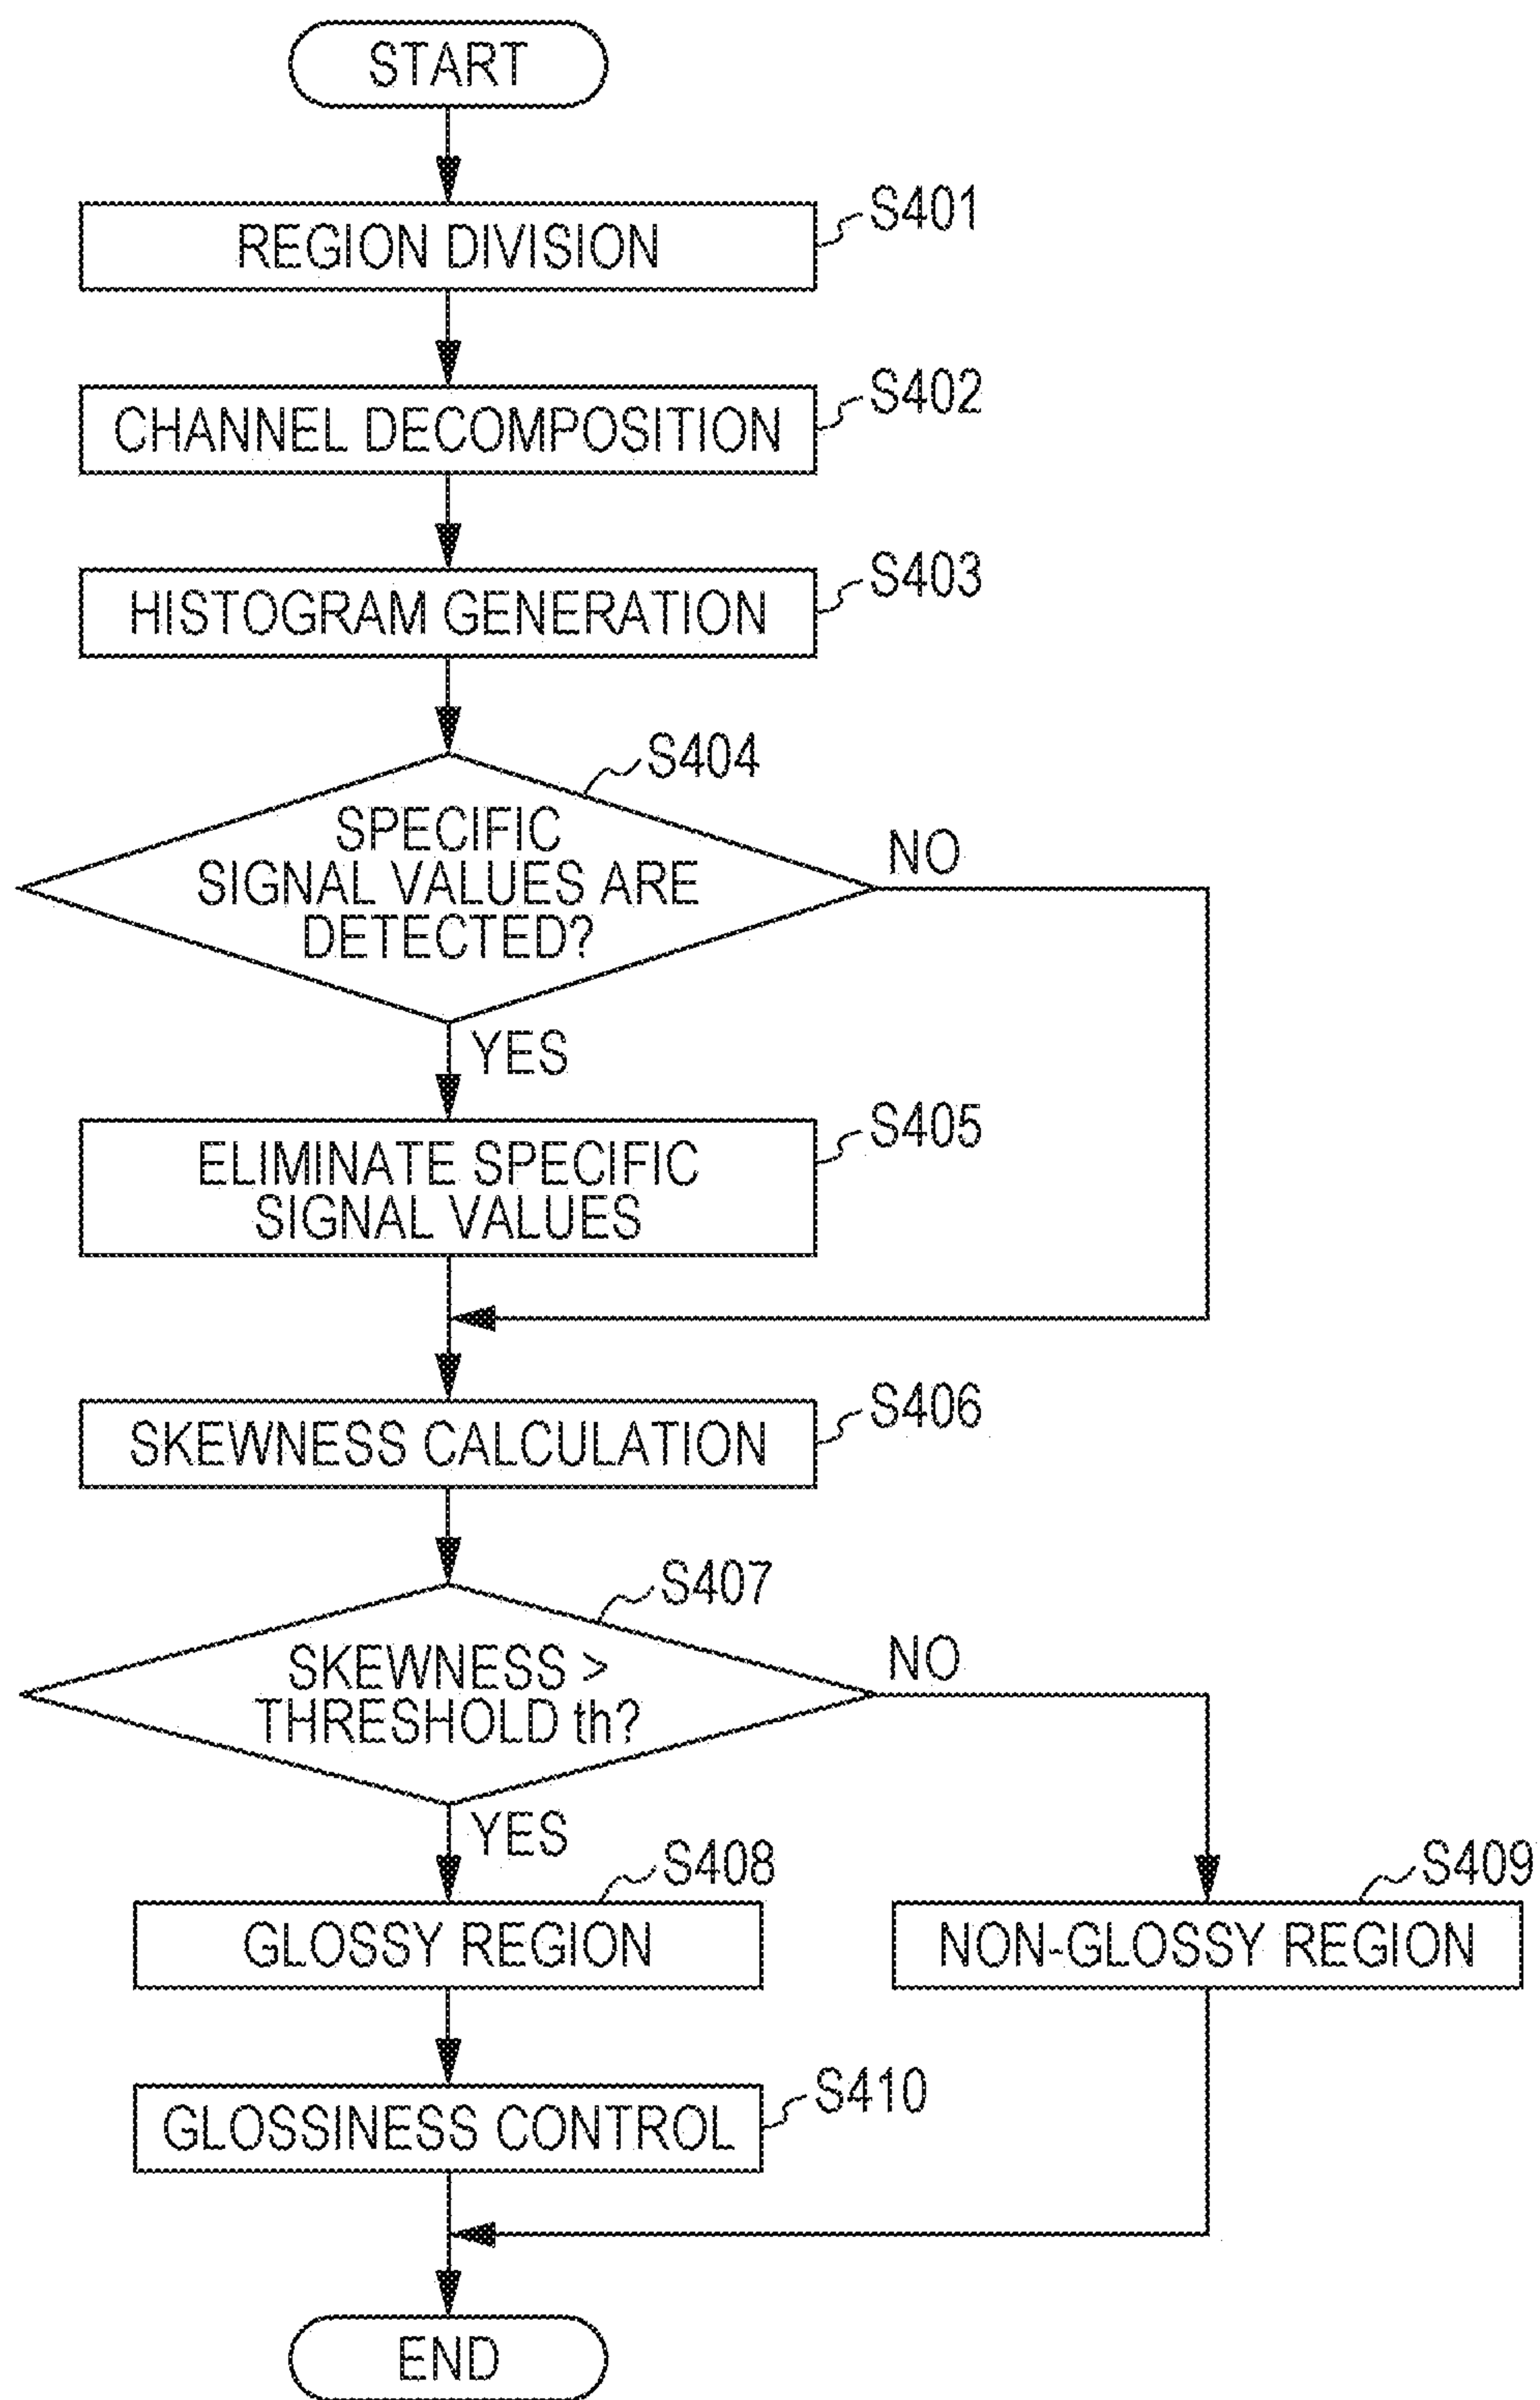 START
S401
REGION DIVISION
S402
CHANNEL DECOMPOSITION
S403
HISTOGRAM GENERATION
S404
SPECIFIC
SIGNAL VALUES ARE
DETECTED?
NO
YES
S405
ELIMINATE SPECIFIC
SIGNAL VALUES
S406
SKEWNESS CALCULATION
S407
SKEWNESS >
THRESHOLD th?
NO
YES
S408
GLOSSY REGION
S409
NON-GLOSSY REGION
S410
GLOSSINESS CONTROL
END